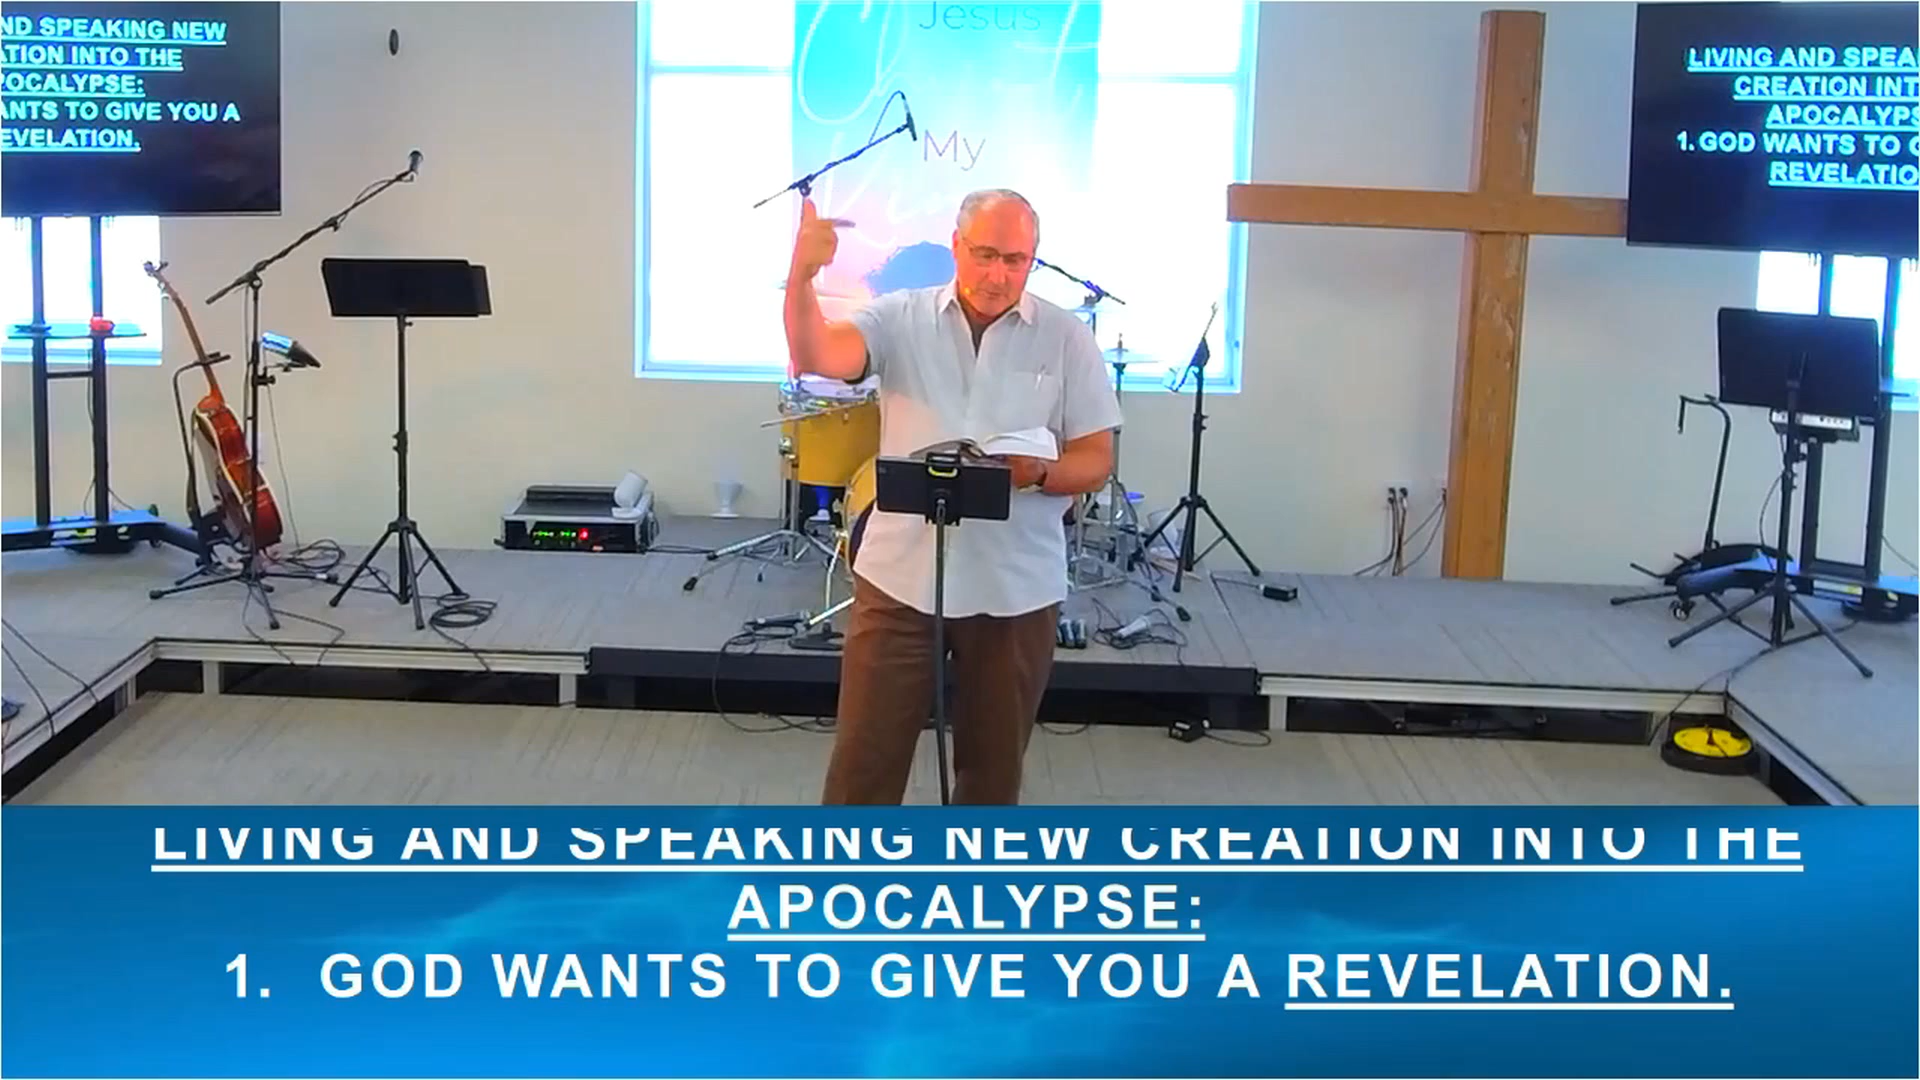 ND SPEAKING NEW
ATION INTO THE
POCALYPSE:
ANTS TO GIVE YOU A
EVELATION.
Jesus
My
LIVING AND SPEA
CREATION INT
APOCALYPS
1. GOD WANTS TO G
REVELATIO
LIVING AND SPEAKING NEW CREATION INTO THE
APOCALYPSE:
1. GOD WANTS TO GIVE YOU A REVELATION.